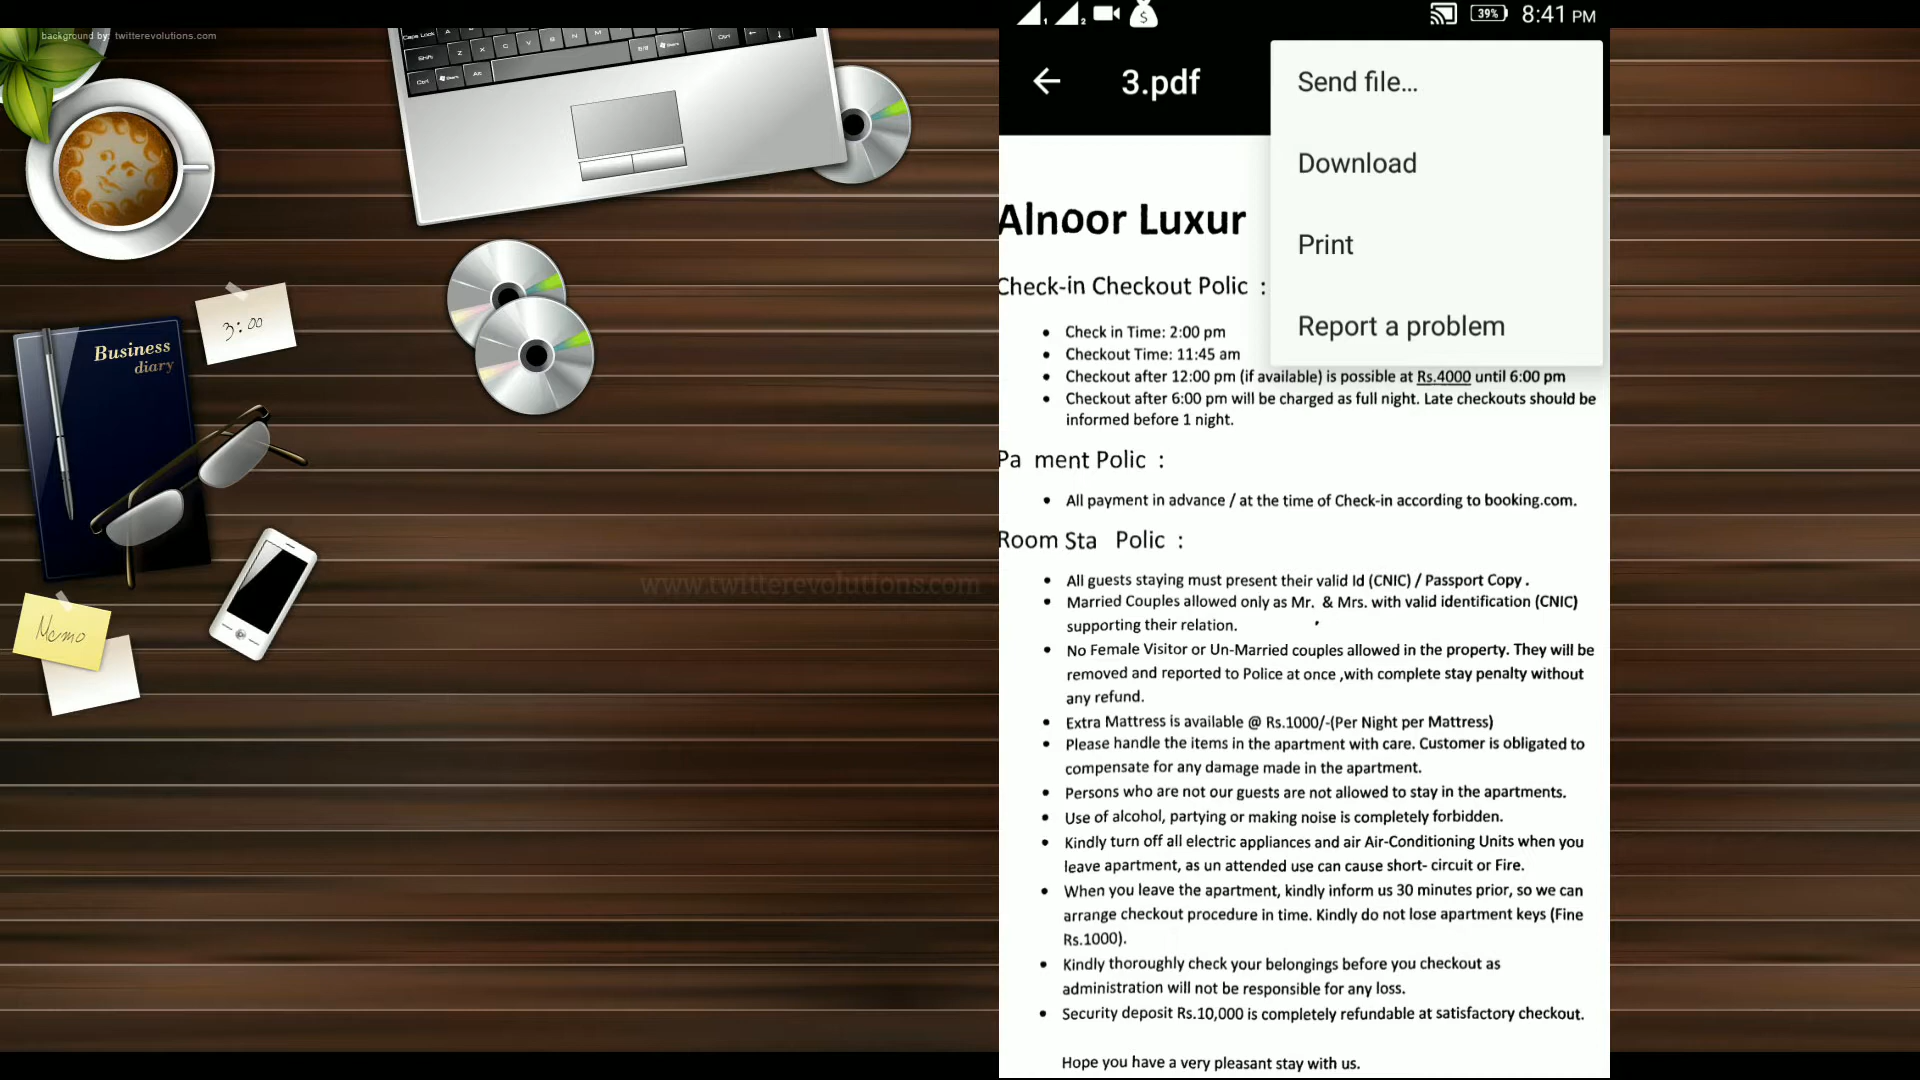 background by: twitterevolutions.com
3:00
Business
diary
Memo
www.twitterevolutions.com
39% 8:41 PM
3.pdf
Send file...
Download
Print
Report a problem
Alnoor Luxur
Check-in Checkout Polic :
• Check in Time: 2:00 pm
• Checkout Time: 11:45 am
• Checkout after 12:00 pm (if available) is possible at Rs.4000 until 6:00 pm
• Checkout after 6:00 pm will be charged as full night. Late checkouts should be
informed before 1 night.
Pa ment Polic :
• All payment in advance / at the time of Check-in according to booking.com.
Room Sta Polic :
• All guests staying must present their valid Id (CNIC) / Passport Copy .
• Married Couples allowed only as Mr. & Mrs. with valid identification (CNIC)
supporting their relation.
• No Female Visitor or Un-Married couples allowed in the property. They will be
removed and reported to Police at once ,with complete stay penalty without
any refund.
• Extra Mattress is available @ Rs.1000/-(Per Night per Mattress)
• Please handle the items in the apartment with care. Customer is obligated to
compensate for any damage made in the apartment.
• Persons who are not our guests are not allowed to stay in the apartments.
• Use of alcohol, partying or making noise is completely forbidden.
• Kindly turn off all electric appliances and air Air-Conditioning Units when you
leave apartment, as un attended use can cause short- circuit or Fire.
• When you leave the apartment, kindly inform us 30 minutes prior, so we can
arrange checkout procedure in time. Kindly do not lose apartment keys (Fine
Rs.1000).
• Kindly thoroughly check your belongings before you checkout as
administration will not be responsible for any loss.
• Security deposit Rs.10,000 is completely refundable at satisfactory checkout.
Hope you have a very pleasant stay with us.